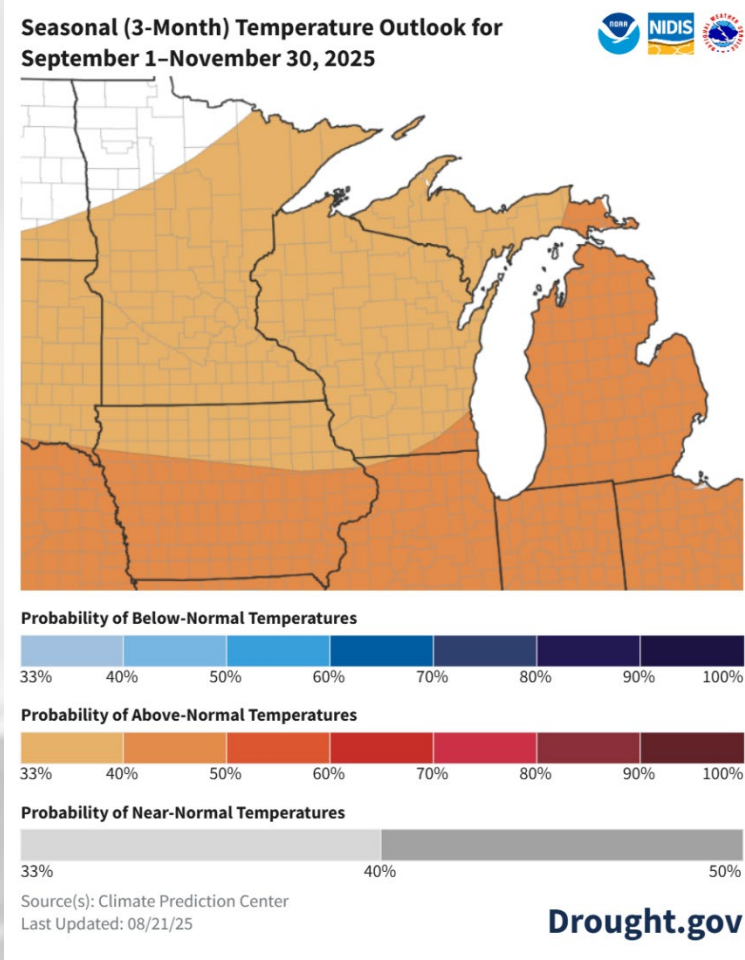 Seasonal (3-Month) Temperature Outlook for
September 1–November 30, 2025
NOAA
NIDIS
NATIONAL WEATHER SERVICE
Probability of Below-Normal Temperatures
33% 40% 50% 60% 70% 80% 90% 100%
Probability of Above-Normal Temperatures
33% 40% 50% 60% 70% 80% 90% 100%
Probability of Near-Normal Temperatures
33% 40% 50%
Source(s): Climate Prediction Center
Last Updated: 08/21/25
Drought.gov